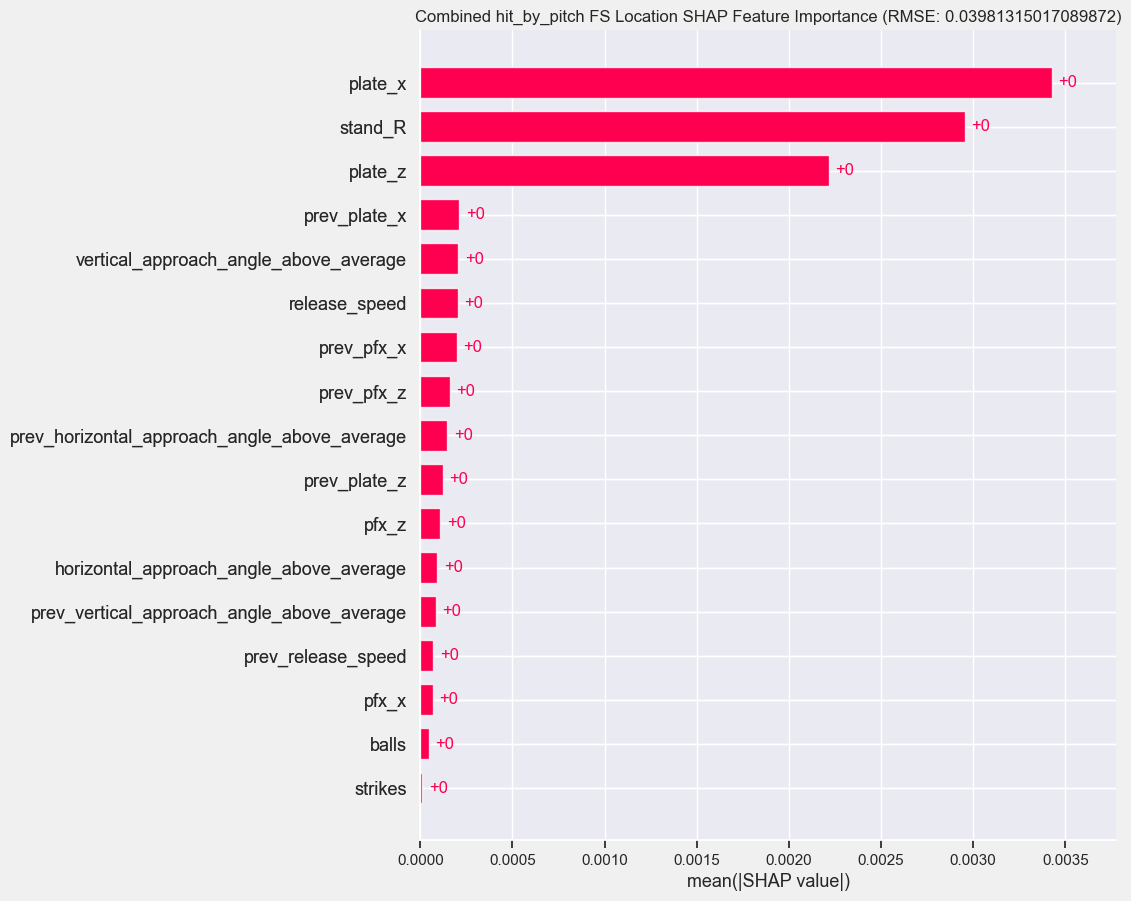 Combined hit_by_pitch FS Location SHAP Feature Importance (RMSE: 0.03981315017089872)
plate_x +0
stand_R +0
plate_z +0
prev_plate_x +0
vertical_approach_angle_above_average +0
release_speed +0
prev_pfx_x +0
prev_pfx_z +0
prev_horizontal_approach_angle_above_average +0
prev_plate_z +0
pfx_z +0
horizontal_approach_angle_above_average +0
prev_vertical_approach_angle_above_average +0
prev_release_speed +0
pfx_x +0
balls +0
strikes +0
0.0000 0.0005 0.0010 0.0015 0.0020 0.0025 0.0030 0.0035
mean(|SHAP value|)